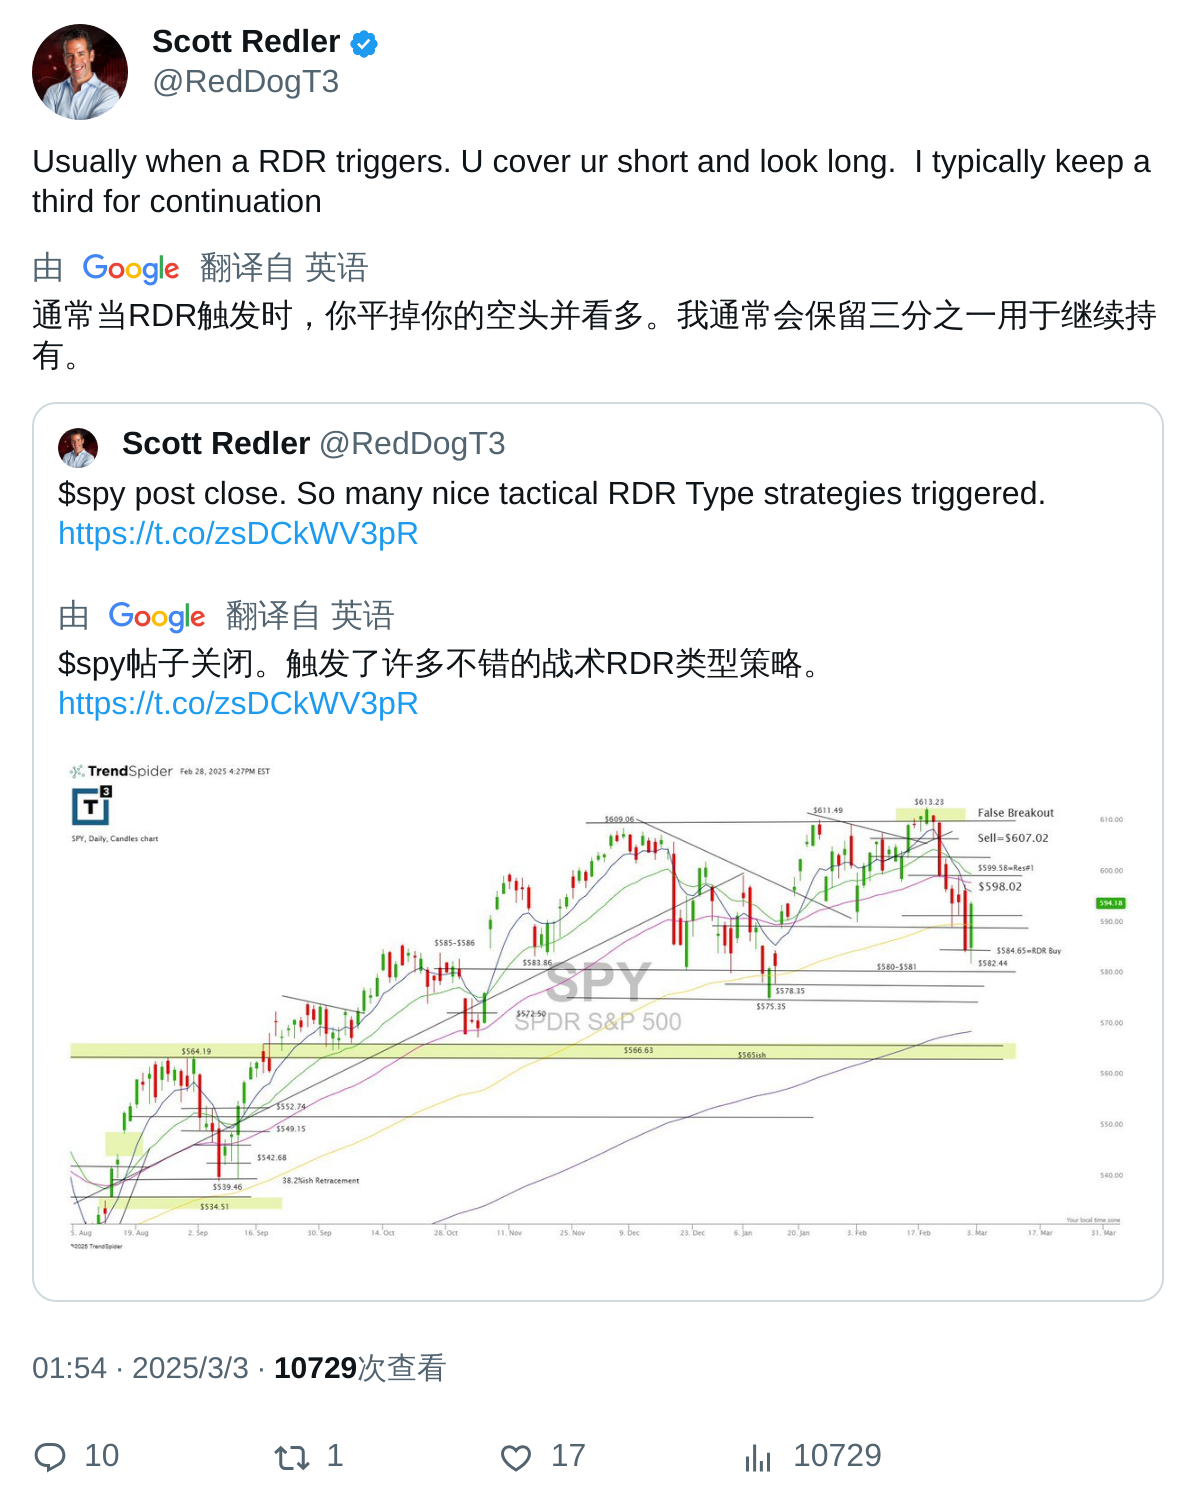 Scott Redler
@RedDogT3
Usually when a RDR triggers. U cover ur short and look long.  I typically keep a
third for continuation
由 Google 翻译自 英语
通常当RDR触发时，你平掉你的空头并看多。我通常会保留三分之一用于继续持
有。
Scott Redler @RedDogT3
$spy post close. So many nice tactical RDR Type strategies triggered.
https://t.co/zsDCkWV3pR
由 Google 翻译自 英语
$spy帖子关闭。触发了许多不错的战术RDR类型策略。
https://t.co/zsDCkWV3pR
TrendSpider Feb 28, 2025 4:27PM EST
T3
SPY, Daily, Candles chart
$613.23
$611.49
False Breakout
$609.06
610.00
Sell=$607.02
$599.58=Res#1
600.00
$598.02
594.18
590.00
$585-$586
$584.65=RDR Buy
$583.86
$582.44
$580-$581
580.00
SPY
$578.35
$575.35
$572.50
SPDR S&P 500
570.00
$564.19
$566.63
$565ish
560.00
$552.74
$549.15
550.00
$542.68
540.00
38.2%ish Retracement
$539.46
$534.51
Your local time zone
5. Aug 19. Aug 2. Sep 16. Sep 30. Sep 14. Oct 28. Oct 11. Nov 25. Nov 9. Dec 23. Dec 6. Jan 20. Jan 3. Feb 17. Feb 3. Mar 17. Mar 31. Mar
©2025 TrendSpider
01:54 · 2025/3/3 · 10729次查看
10 1 17 10729